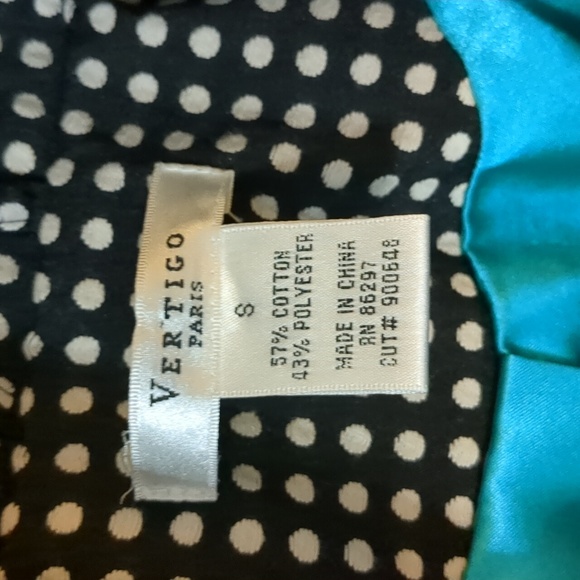 VERTIGO
PARIS
S
57% COTTON
43% POLYESTER
MADE IN CHINA
RN 86297
CUT# 900648